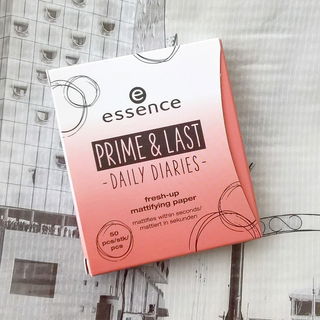 essence
PRIME & LAST
-DAILY DIARIES-
fresh-up
mattifying paper
mattifies within seconds/
mattiert in sekunden
50
pcs/stk/
pcs